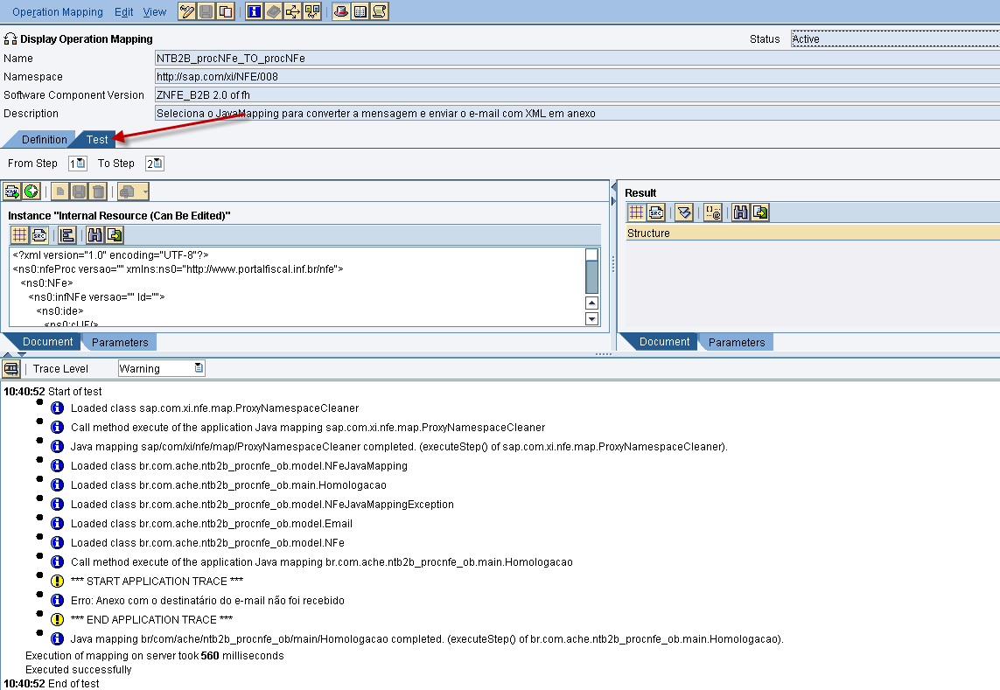 Operation Mapping Edit View
Display Operation Mapping Status Active
Name NTB2B_procNFe_TO_procNFe
Namespace http://sap.com/xi/NFE/008
Software Component Version ZNFE_B2B 2.0 of fh
Description Seleciona o JavaMapping para converter a mensagem e enviar o e-mail com XML em anexo
Definition Test
From Step 1 To Step 2
Result
Instance "Internal Resource (Can Be Edited)"
Structure
<?xml version="1.0" encoding="UTF-8"?>
<ns0:nfeProc versao="" xmlns:ns0="http://www.portalfiscal.inf.br/nfe">
<ns0:NFe>
<ns0:infNFe versao="" Id="">
<ns0:ide>
<ns0:cUF/>
Document Parameters Document Parameters
Trace Level Warning
10:40:52 Start of test
Loaded class sap.com.xi.nfe.map.ProxyNamespaceCleaner
Call method execute of the application Java mapping sap.com.xi.nfe.map.ProxyNamespaceCleaner
Java mapping sap/com/xi/nfe/map/ProxyNamespaceCleaner completed. (executeStep() of sap.com.xi.nfe.map.ProxyNamespaceCleaner).
Loaded class br.com.ache.ntb2b_procnfe_ob.model.NFeJavaMapping
Loaded class br.com.ache.ntb2b_procnfe_ob.main.Homologacao
Loaded class br.com.ache.ntb2b_procnfe_ob.model.NFeJavaMappingException
Loaded class br.com.ache.ntb2b_procnfe_ob.model.Email
Loaded class br.com.ache.ntb2b_procnfe_ob.model.NFe
Call method execute of the application Java mapping br.com.ache.ntb2b_procnfe_ob.main.Homologacao
*** START APPLICATION TRACE ***
Erro: Anexo com o destinatário do e-mail não foi recebido
*** END APPLICATION TRACE ***
Java mapping br/com/ache/ntb2b_procnfe_ob/main/Homologacao completed. (executeStep() of br.com.ache.ntb2b_procnfe_ob.main.Homologacao).
Execution of mapping on server took 560 milliseconds
Executed successfully
10:40:52 End of test